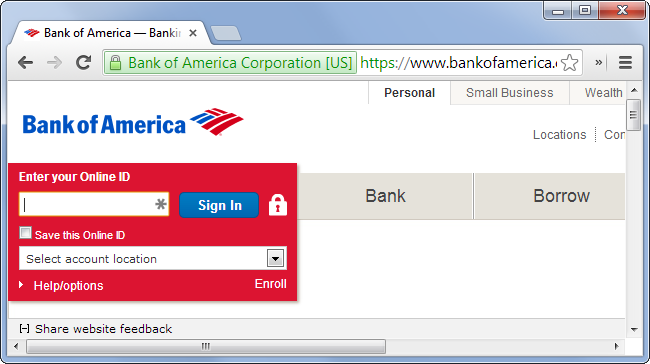 Bank of America — Bankin
Bank of America Corporation [US] https://www.bankofamerica.c
Personal Small Business Wealth
Bank of America
Locations Con
Enter your Online ID
Sign In
Bank Borrow
Save this Online ID
Select account location
Help/options Enroll
[-] Share website feedback